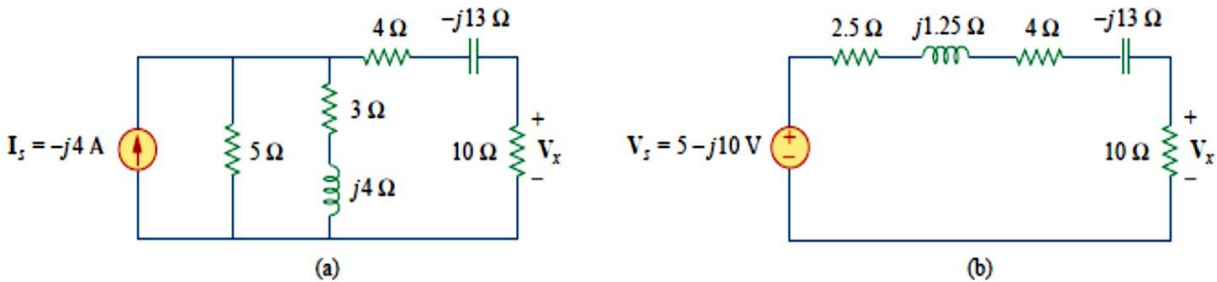 4 Ω
−j13 Ω
I_s = −j4 A
5 Ω
3 Ω
j4 Ω
10 Ω
+
V_x
−
(a)
2.5 Ω
j1.25 Ω
4 Ω
−j13 Ω
V_s = 5 − j10 V
+
−
10 Ω
+
V_x
−
(b)